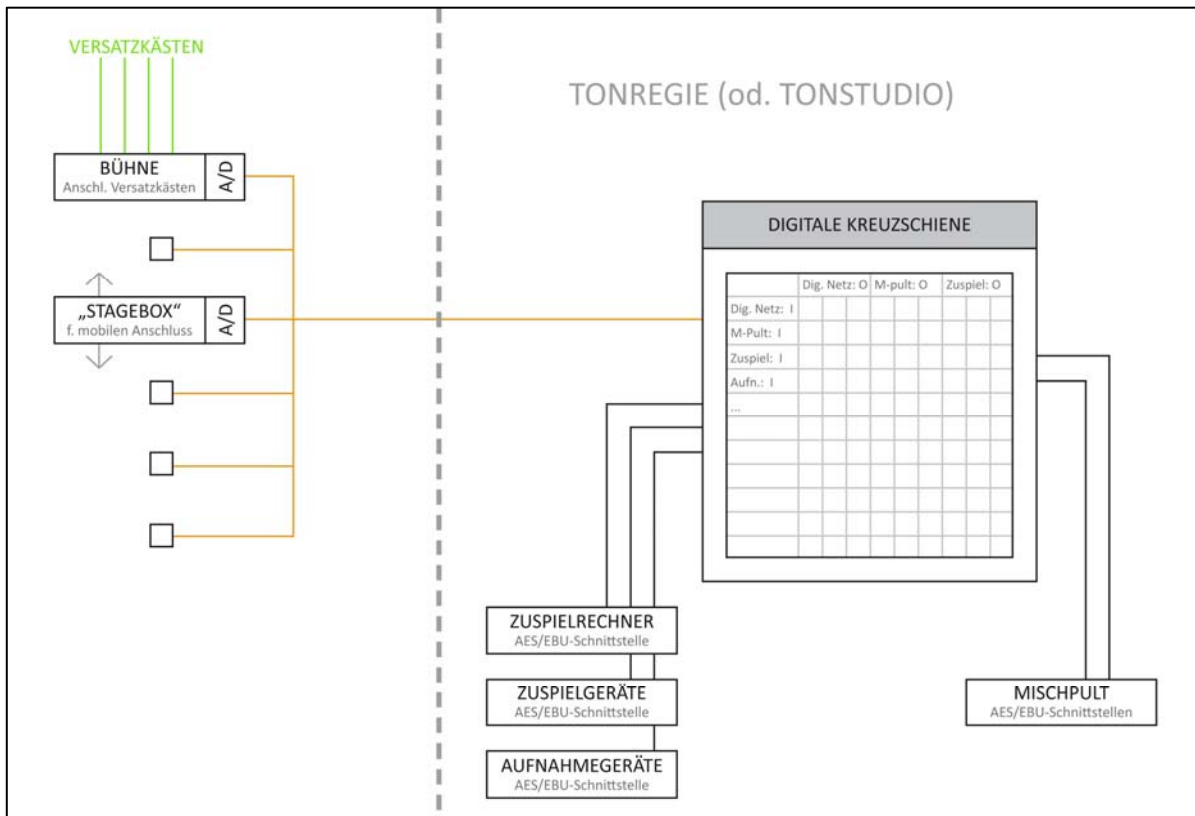 VERSATZKÄSTEN
BÜHNE
Anschl. Versatzkästen
A/D
„STAGEBOX“
f. mobilen Anschluss
A/D
TONREGIE (od. TONSTUDIO)
DIGITALE KREUZSCHIENE
Dig. Netz: O M-pult: O Zuspiel: O
Dig. Netz: I
M-Pult: I
Zuspiel: I
Aufn.: I
...
ZUSPIELRECHNER
AES/EBU-Schnittstelle
ZUSPIELGERÄTE
AES/EBU-Schnittstelle
AUFNAHMEGERÄTE
AES/EBU-Schnittstelle
MISCHPULT
AES/EBU-Schnittstellen